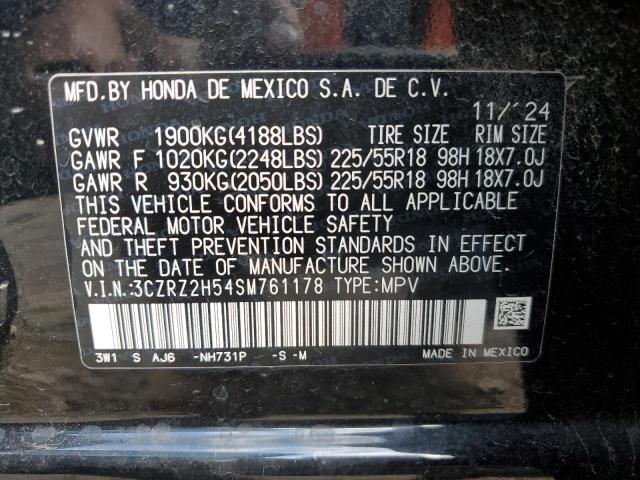 MFD. BY HONDA DE MEXICO S.A. DE C.V.
11/'24
GVWR 1900KG(4188LBS) TIRE SIZE RIM SIZE
GAWR F 1020KG(2248LBS) 225/55R18 98H 18X7.0J
GAWR R 930KG(2050LBS) 225/55R18 98H 18X7.0J
THIS VEHICLE CONFORMS TO ALL APPLICABLE
FEDERAL MOTOR VEHICLE SAFETY
AND THEFT PREVENTION STANDARDS IN EFFECT
ON THE DATE OF MANUFACTURE SHOWN ABOVE.
V.I.N.:3CZRZ2H54SM761178 TYPE:MPV
3W1 S AJ6 -NH731P -S-M MADE IN MEXICO